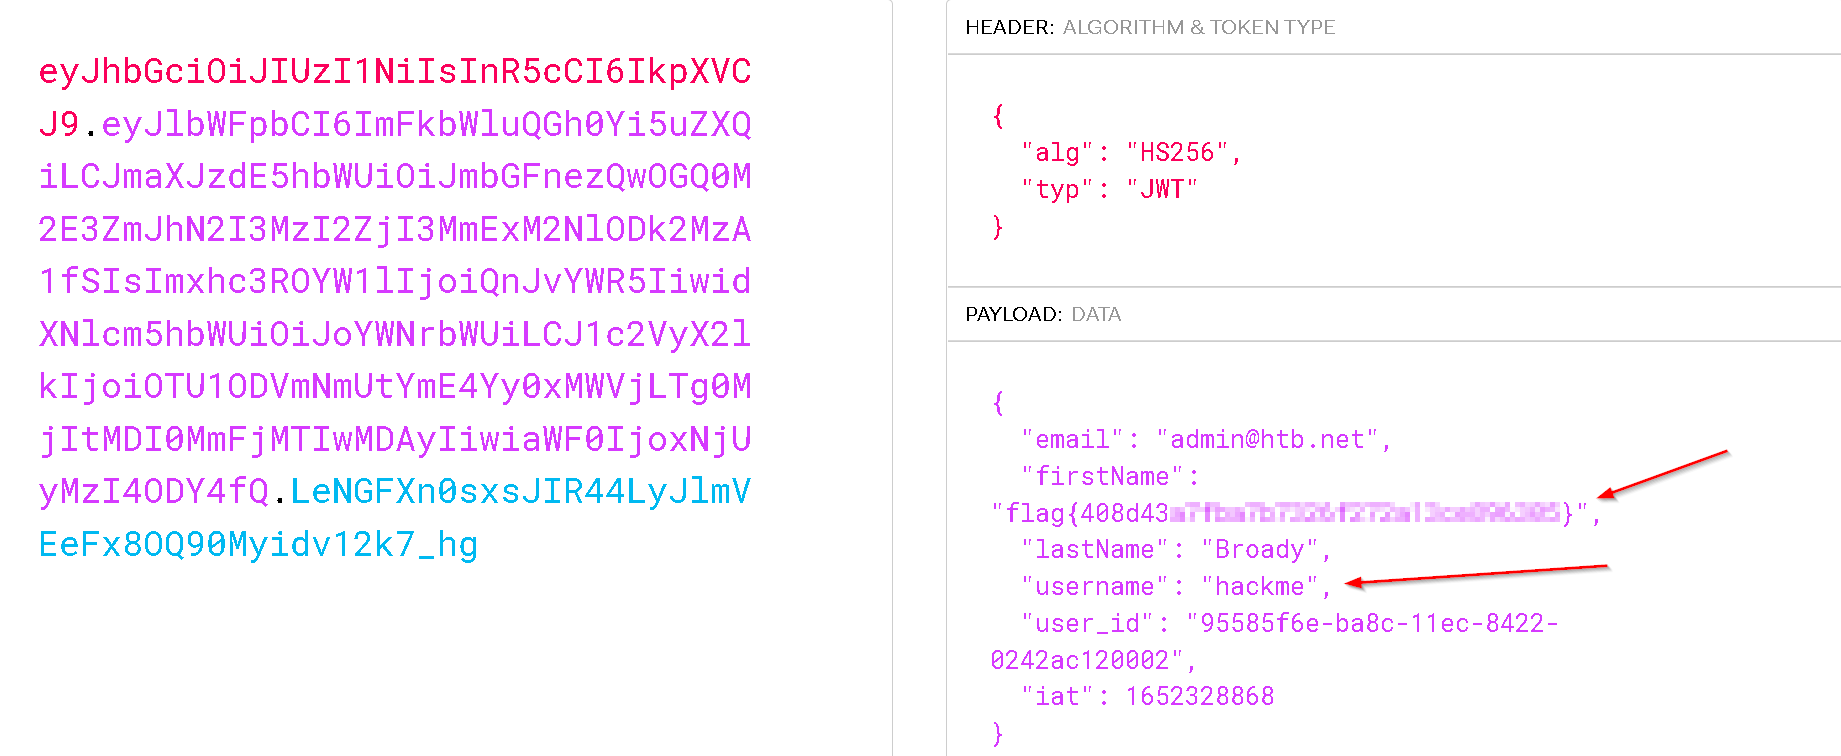 eyJhbGciOiJIUzI1NiIsInR5cCI6IkpXVC
J9.eyJlbWFpbCI6ImFkbWluQGh0Yi5uZXQ
iLCJmaXJzdE5hbWUiOiJmbGFnezQwOGQ0M
2E3ZmJhN2I3MzI2ZjI3MmExM2NlODk2MzA
1fSIsImxhc3ROYW1lIjoiQnJvYWR5Iiwid
XNlcm5hbWUiOiJoYWNrbWUiLCJ1c2VyX2l
kIjoiOTU1ODVmNmUtYmE4Yy0xMWVjLTg0M
jItMDI0MmFjMTIwMDAyIiwiaWF0IjoxNjU
yMzI4ODY4fQ.LeNGFXn0sxsJIR44LyJlmV
EeFx8OQ90Myidv12k7_hg
HEADER: ALGORITHM & TOKEN TYPE
{
"alg": "HS256",
"typ": "JWT"
}
PAYLOAD: DATA
{
"email": "admin@htb.net",
"firstName":
"flag{408d43}",
"lastName": "Broady",
"username": "hackme",
"user_id": "95585f6e-ba8c-11ec-8422-
0242ac120002",
"iat": 1652328868
}